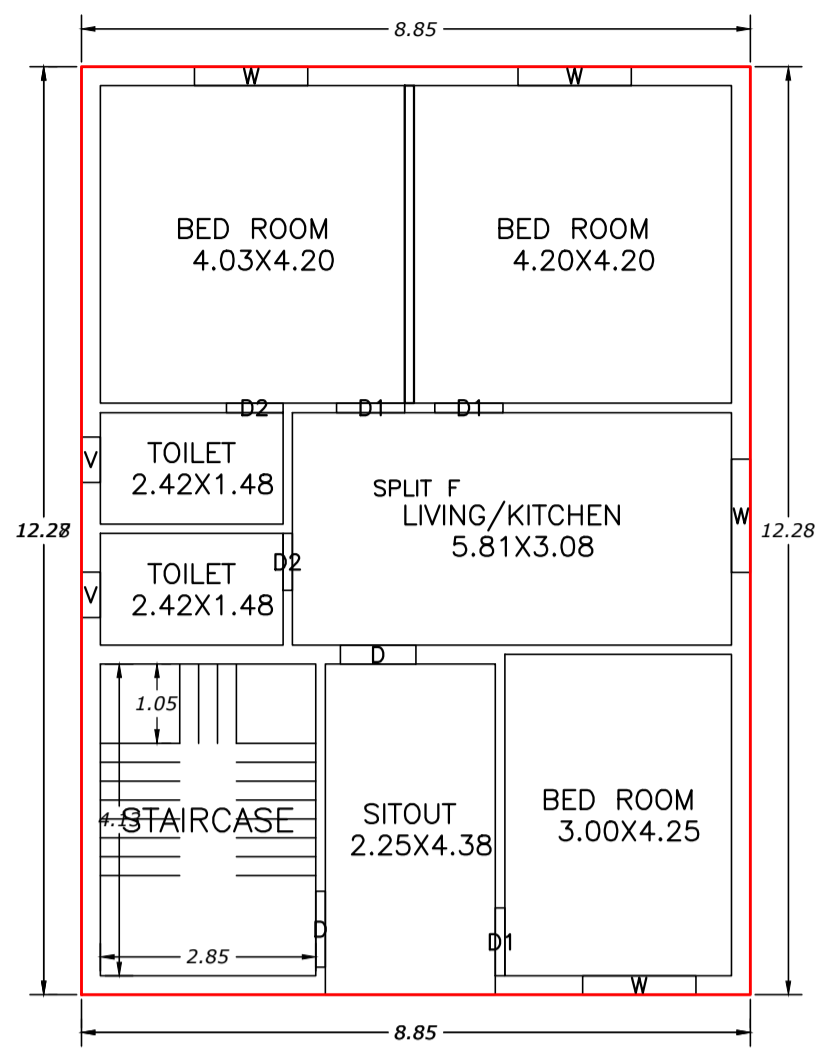 8.85
W
W
BED ROOM
4.03X4.20
BED ROOM
4.20X4.20
D2
D1
D1
TOILET
2.42X1.48
V
SPLIT F
LIVING/KITCHEN
5.81X3.08
W
12.28
12.28
D2
TOILET
2.42X1.48
V
D
1.05
4.13
STAIRCASE
SITOUT
2.25X4.38
BED ROOM
3.00X4.25
D
D1
2.85
W
8.85